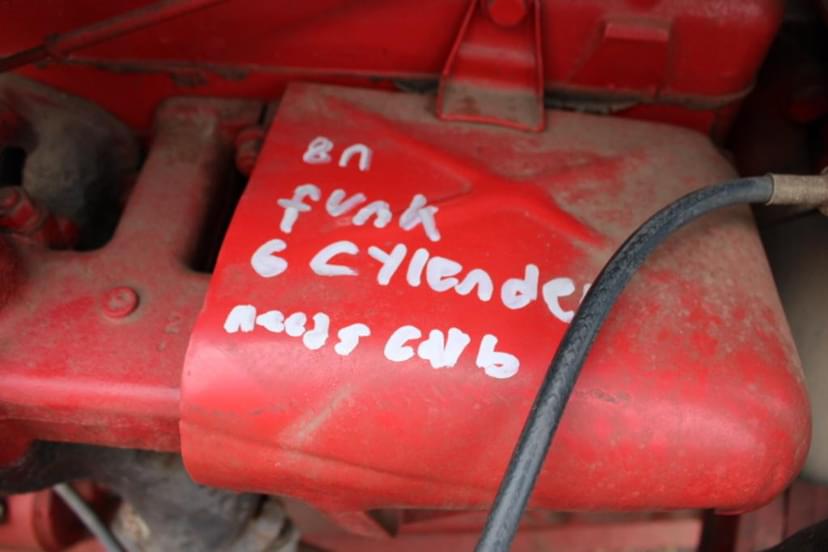 8n
funk
6 Cylender
needs carb